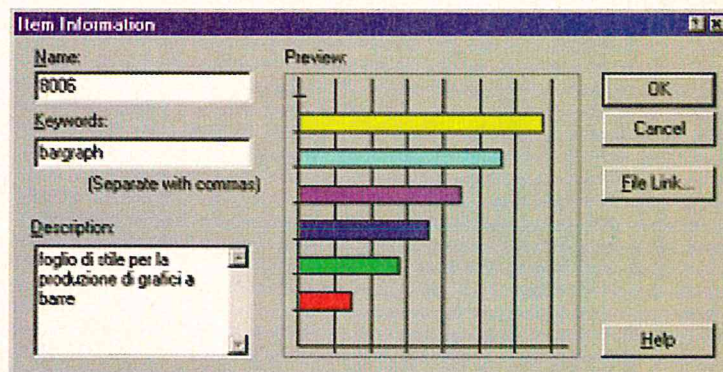 Item Information
Name:
8006
Keywords:
bargraph
(Separate with commas)
Description:
foglio di stile per la
produzione di grafici a
barre
Preview:
OK
Cancel
File Link...
Help